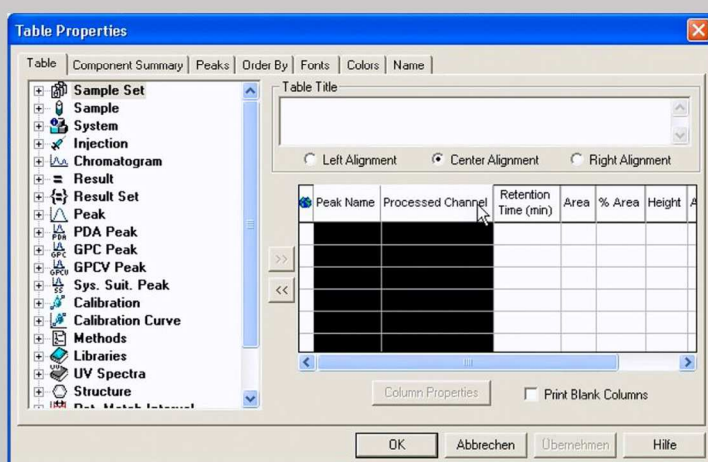 Table Properties
Table Component Summary Peaks Order By Fonts Colors Name
Sample Set
Sample
System
Injection
Chromatogram
Result
Result Set
Peak
PDA Peak
GPC Peak
GPCV Peak
Sys. Suit. Peak
Calibration
Calibration Curve
Methods
Libraries
UV Spectra
Structure
Table Title
Left Alignment Center Alignment Right Alignment
Peak Name Processed Channel Retention Time (min) Area % Area Height
>>
<<
Column Properties Print Blank Columns
OK Abbrechen Übernehmen Hilfe